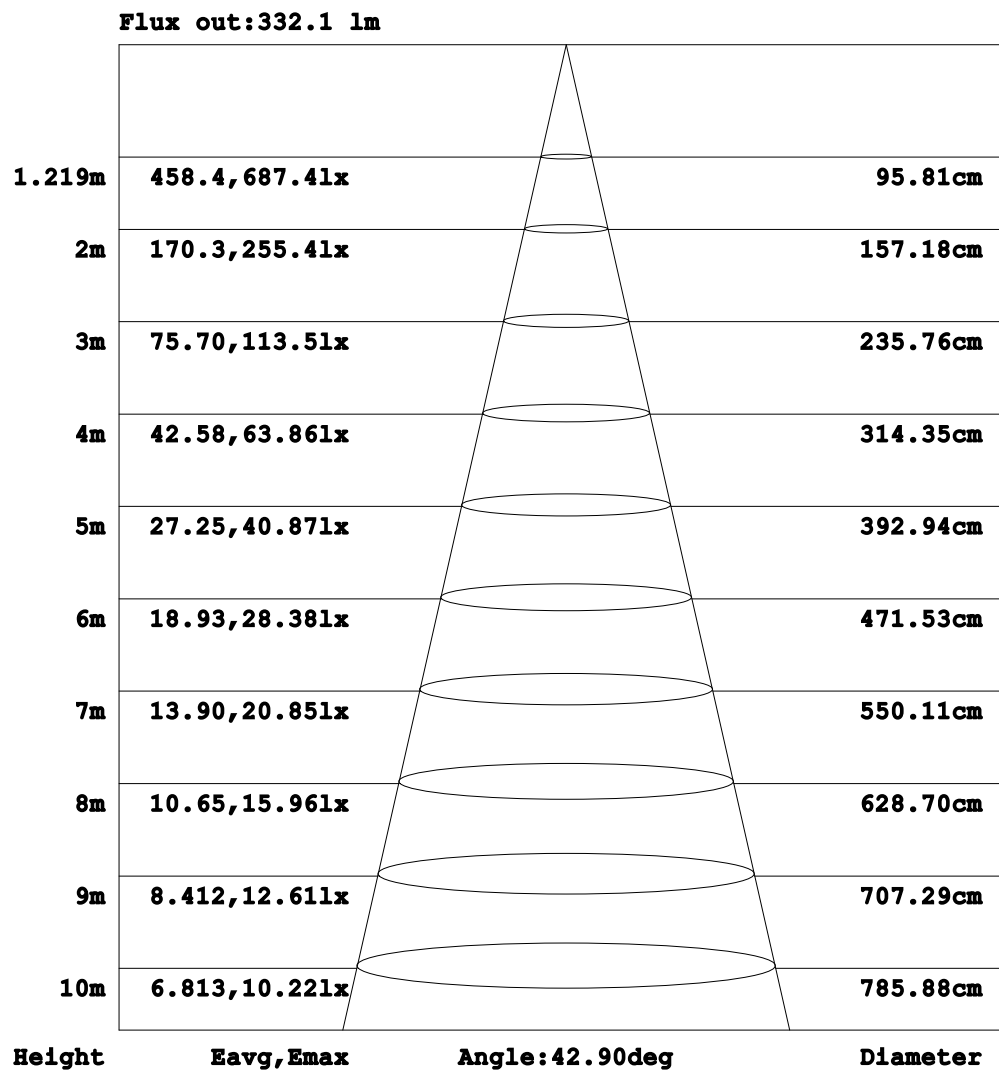 Flux out:332.1 lm
1.219m 458.4,687.4lx 95.81cm
2m 170.3,255.4lx 157.18cm
3m 75.70,113.5lx 235.76cm
4m 42.58,63.86lx 314.35cm
5m 27.25,40.87lx 392.94cm
6m 18.93,28.38lx 471.53cm
7m 13.90,20.85lx 550.11cm
8m 10.65,15.96lx 628.70cm
9m 8.412,12.61lx 707.29cm
10m 6.813,10.22lx 785.88cm
Height Eavg,Emax Angle:42.90deg Diameter